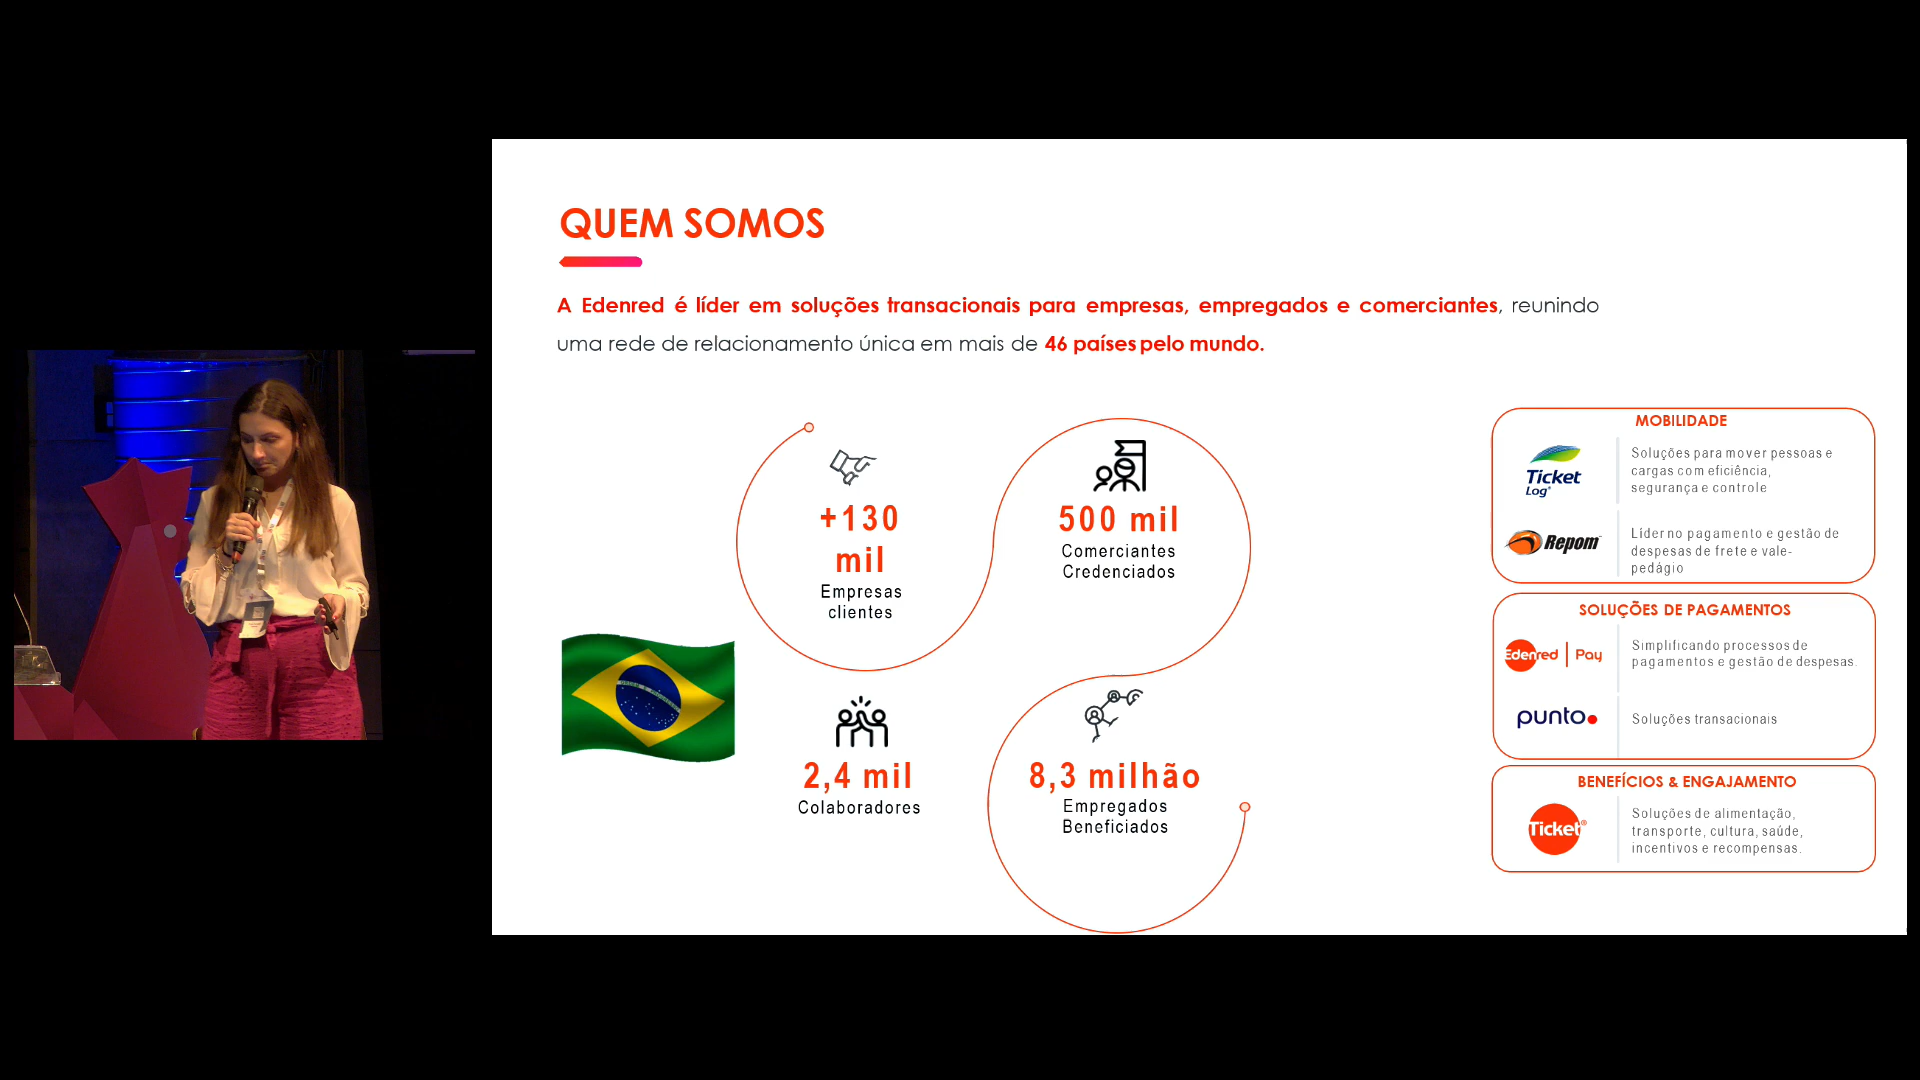 QUEM SOMOS
A Edenred é líder em soluções transacionais para empresas, empregados e comerciantes, reunindo
uma rede de relacionamento única em mais de 46 países pelo mundo.
+130
mil
Empresas
clientes
500 mil
Comerciantes
Credenciados
2,4 mil
Colaboradores
8,3 milhão
Empregados
Beneficiados
MOBILIDADE
Ticket
Log
Soluções para mover pessoas e
cargas com eficiência,
segurança e controle
Repom
Líder no pagamento e gestão de
despesas de frete e vale-
pedágio
SOLUÇÕES DE PAGAMENTOS
Edenred | Pay
Simplificando processos de
pagamentos e gestão de despesas.
punto
Soluções transacionais
BENEFÍCIOS & ENGAJAMENTO
Ticket®
Soluções de alimentação,
transporte, cultura, saúde,
incentivos e recompensas.